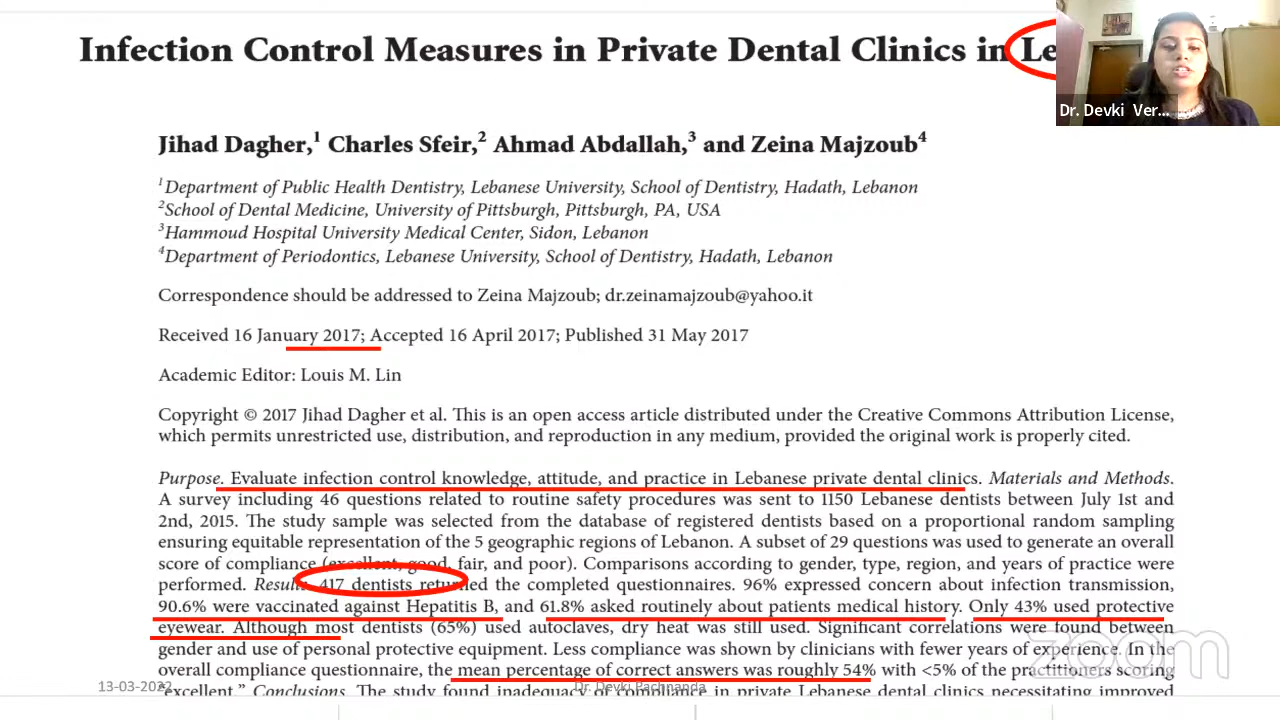 Infection Control Measures in Private Dental Clinics in Le
Dr. Devki Ver...
Jihad Dagher,¹ Charles Sfeir,² Ahmad Abdallah,³ and Zeina Majzoub⁴
¹Department of Public Health Dentistry, Lebanese University, School of Dentistry, Hadath, Lebanon
²School of Dental Medicine, University of Pittsburgh, Pittsburgh, PA, USA
³Hammoud Hospital University Medical Center, Sidon, Lebanon
⁴Department of Periodontics, Lebanese University, School of Dentistry, Hadath, Lebanon
Correspondence should be addressed to Zeina Majzoub; dr.zeinamajzoub@yahoo.it
Received 16 January 2017; Accepted 16 April 2017; Published 31 May 2017
Academic Editor: Louis M. Lin
Copyright © 2017 Jihad Dagher et al. This is an open access article distributed under the Creative Commons Attribution License,
which permits unrestricted use, distribution, and reproduction in any medium, provided the original work is properly cited.
Purpose. Evaluate infection control knowledge, attitude, and practice in Lebanese private dental clinics. Materials and Methods.
A survey including 46 questions related to routine safety procedures was sent to 1150 Lebanese dentists between July 1st and
2nd, 2015. The study sample was selected from the database of registered dentists based on a proportional random sampling
ensuring equitable representation of the 5 geographic regions of Lebanon. A subset of 29 questions was used to generate an overall
score of compliance (excellent, good, fair, and poor). Comparisons according to gender, type, region, and years of practice were
performed. Results. 417 dentists returned the completed questionnaires. 96% expressed concern about infection transmission,
90.6% were vaccinated against Hepatitis B, and 61.8% asked routinely about patients medical history. Only 43% used protective
eyewear. Although most dentists (65%) used autoclaves, dry heat was still used. Significant correlations were found between
gender and use of personal protective equipment. Less compliance was shown by clinicians with fewer years of experience. In the
overall compliance questionnaire, the mean percentage of correct answers was roughly 54% with <5% of the practitioners scoring
"excellent." Conclusions. The study found inadequacy of compliance in private Lebanese dental clinics necessitating improved
13-03-2022
Dr. Devki Pachnanda
zoom